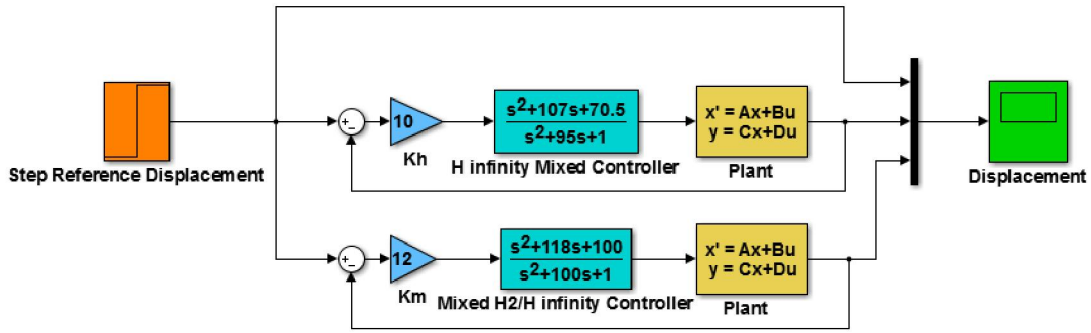 Step Reference Displacement
+
−
10
Kh
s²+107s+70.5
s²+95s+1
H infinity Mixed Controller
x' = Ax+Bu
y = Cx+Du
Plant
Displacement
+
−
12
Km
s²+118s+100
s²+100s+1
Mixed H2/H infinity Controller
x' = Ax+Bu
y = Cx+Du
Plant